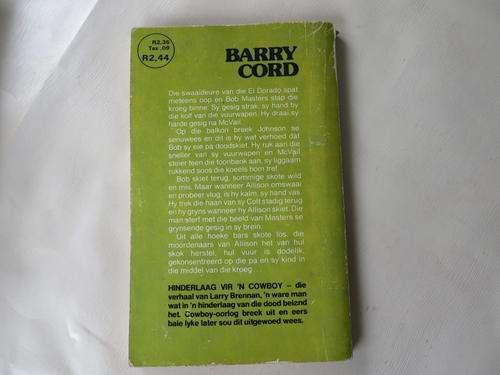 R2,35
Tax ,09
R2,44
BARRY
CORD
Die swaaideure van die El Dorado spat
meteens oop en Bob Masters stap die
kroeg binne. Sy gesig strak, sy hand by
die kolf van die vuurwapen. Hy draai sy
harde gesig na McVail.
Op die balkon breek Johnson se
senuwees en dit is hy wat verhoed dat
Bob sy eie pa doodskiet. Hy ruk aan die
sneller van sy vuurwapen en McVail
steier teen die toonbank aan, sy liggaam
rukkend soos die koeëls boor tref.
Bob skiet terug, sommige skote wild
en mis. Maar wanneer Allison omswaai
en probeer vlug, is hy kalm, sy hand vas.
Hy trek die haan van sy Colt stadig terug
en hy gryns wanneer hy Allison skiet. Die
man sterf met die beeld van Masters se
grynsende gesig in sy brein.
Uit alle hoeke bars skote los, die
moordenaars van Allison het van hul
skok herstel, hul vuur is dodelik,
gekonsentreerd op die pa en sy kind in
die middel van die kroeg . . .
HINDERLAAG VIR 'N COWBOY – die
verhaal van Larry Brennan, 'n ware man
wat in 'n hinderlaag van die dood beland
het. Cowboy-oorlog breek uit en eers
baie lyke later sou dit uitgewoed wees.